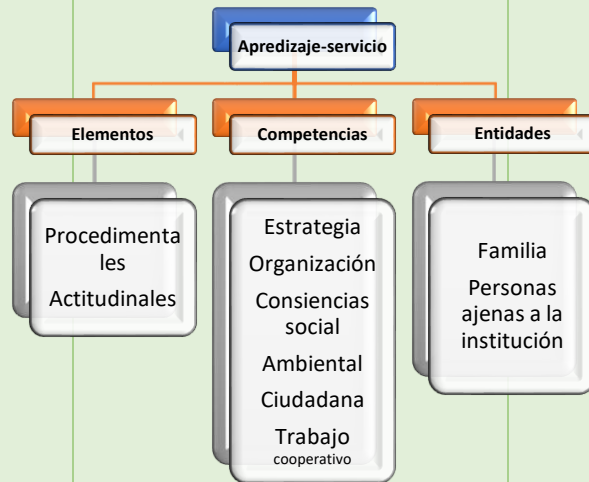 Apredizaje-servicio
Elementos
Competencias
Entidades
Procedimenta
les
Actitudinales
Estrategia
Organización
Consiencias
social
Ambiental
Ciudadana
Trabajo
cooperativo
Familia
Personas
ajenas a la
institución